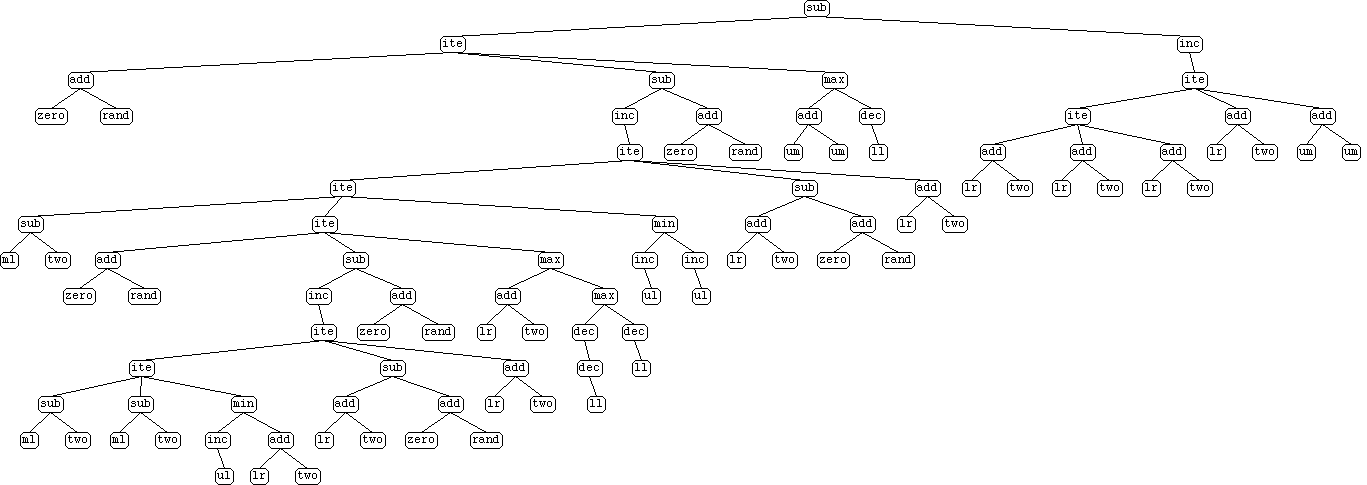 sub
ite inc
add sub max ite
zero rand inc add add dec ite add add
ite zero rand um um ll add add add lr two um um
ite sub add lr two lr two lr two
sub ite min add add lr two
ml two add sub max inc inc lr two zero rand
zero rand inc add add max ul ul
ite zero rand lr two dec dec
ite sub add dec ll
sub sub min add add lr two ll
ml two ml two inc add lr two zero rand
ul lr two